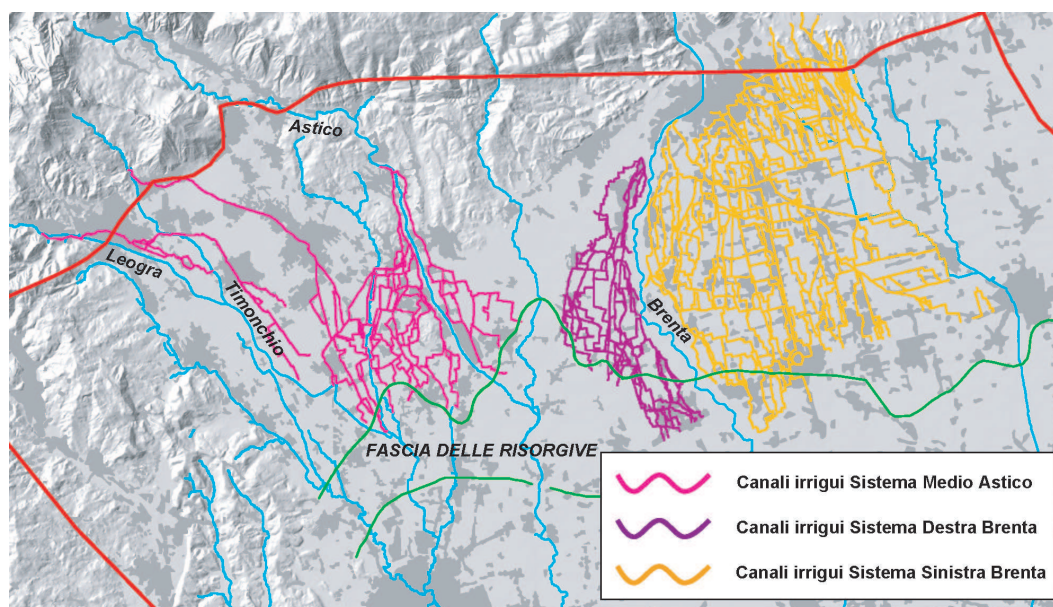 Astico
Leogra
Timonchio
Brenta
FASCIA DELLE RISORGIVE
Canali irrigui Sistema Medio Astico
Canali irrigui Sistema Destra Brenta
Canali irrigui Sistema Sinistra Brenta